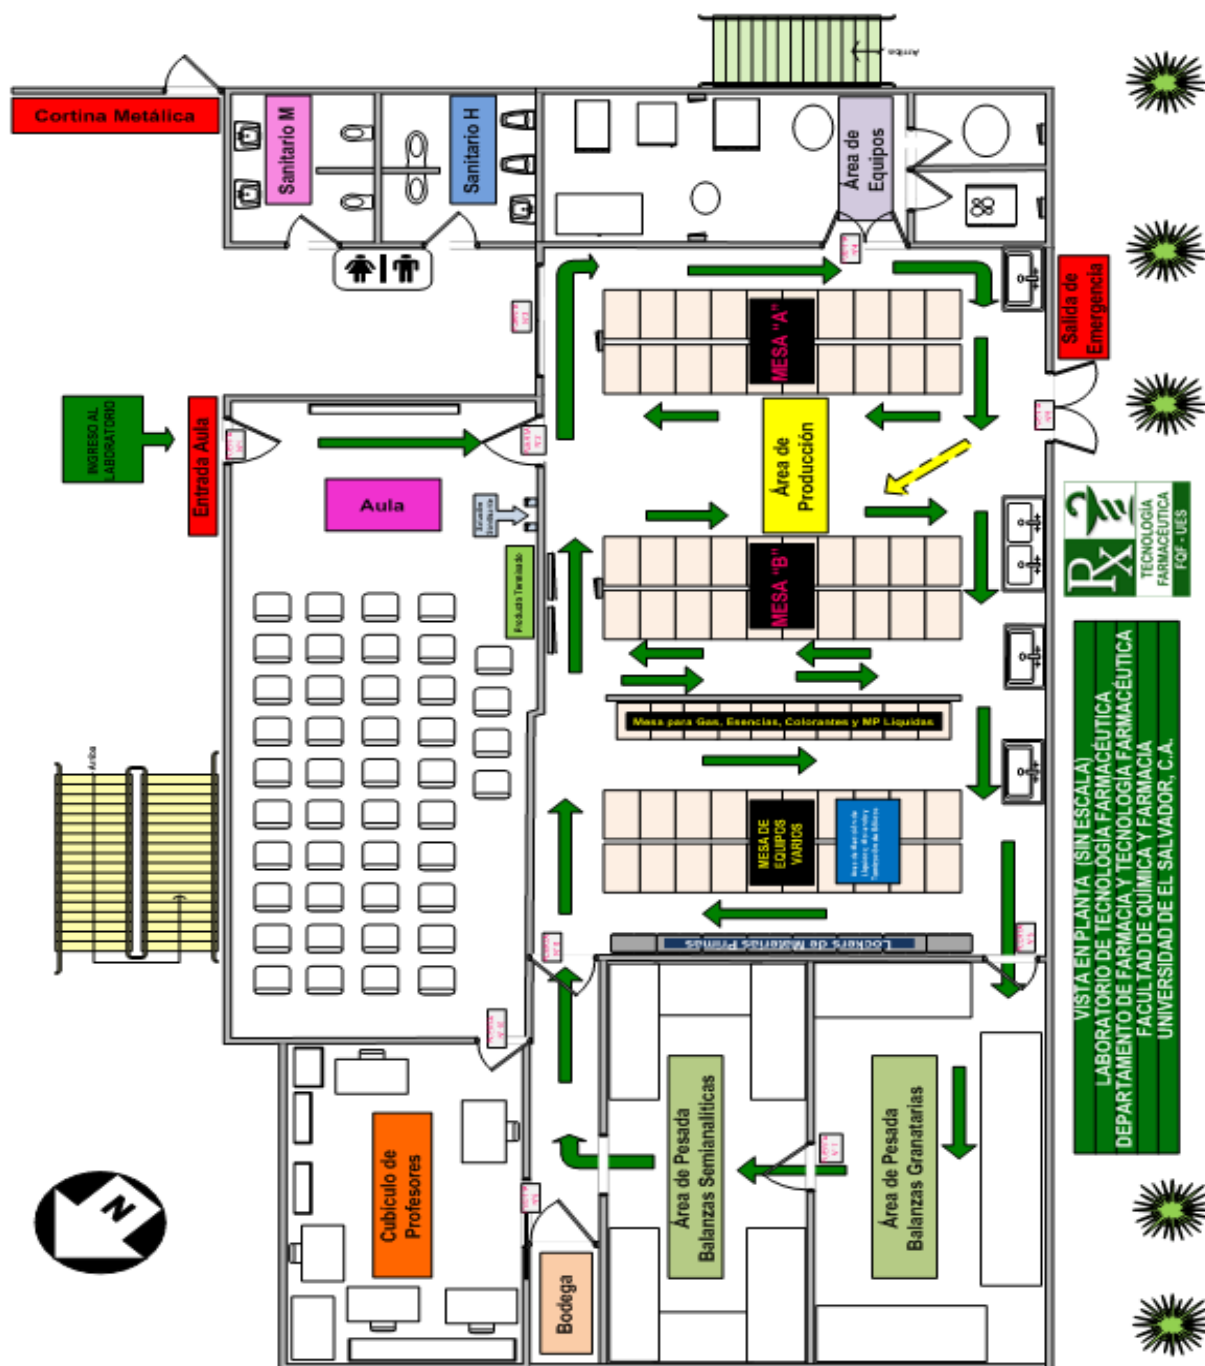 Arriba
Cortina Metálica
Sanitario M
Sanitario H
Área de
Equipos
INGRESO AL
LABORATORIO
Entrada Aula
Aula
Producto Terminado
MESA "A"
Área de
Producción
MESA "B"
Salida de
Emergencia
Rx
TECNOLOGÍA
FARMACÉUTICA
FQF - UES
Mesa para Gas, Esencias, Colorantes y MP Líquidas
MESA DE
EQUIPOS
VARIOS
Lockers de Materias Primas
Arriba
VISTA EN PLANTA (SIN ESCALA)
LABORATORIO DE TECNOLOGÍA FARMACÉUTICA
DEPARTAMENTO DE FARMACIA Y TECNOLOGÍA FARMACÉUTICA
FACULTAD DE QUÍMICA Y FARMACIA
UNIVERSIDAD DE EL SALVADOR, C.A.
N
Cubículo de
Profesores
Bodega
Área de Pesada
Balanzas Semianalíticas
Área de Pesada
Balanzas Granatarias